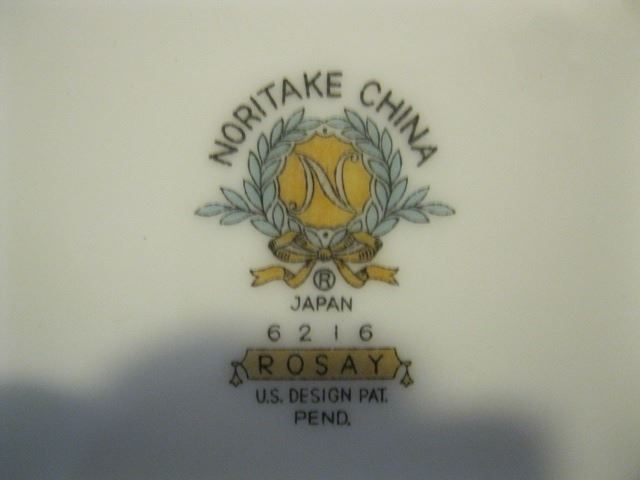 NORITAKE CHINA
N
®
JAPAN
6216
ROSAY
U.S. DESIGN PAT.
PEND.